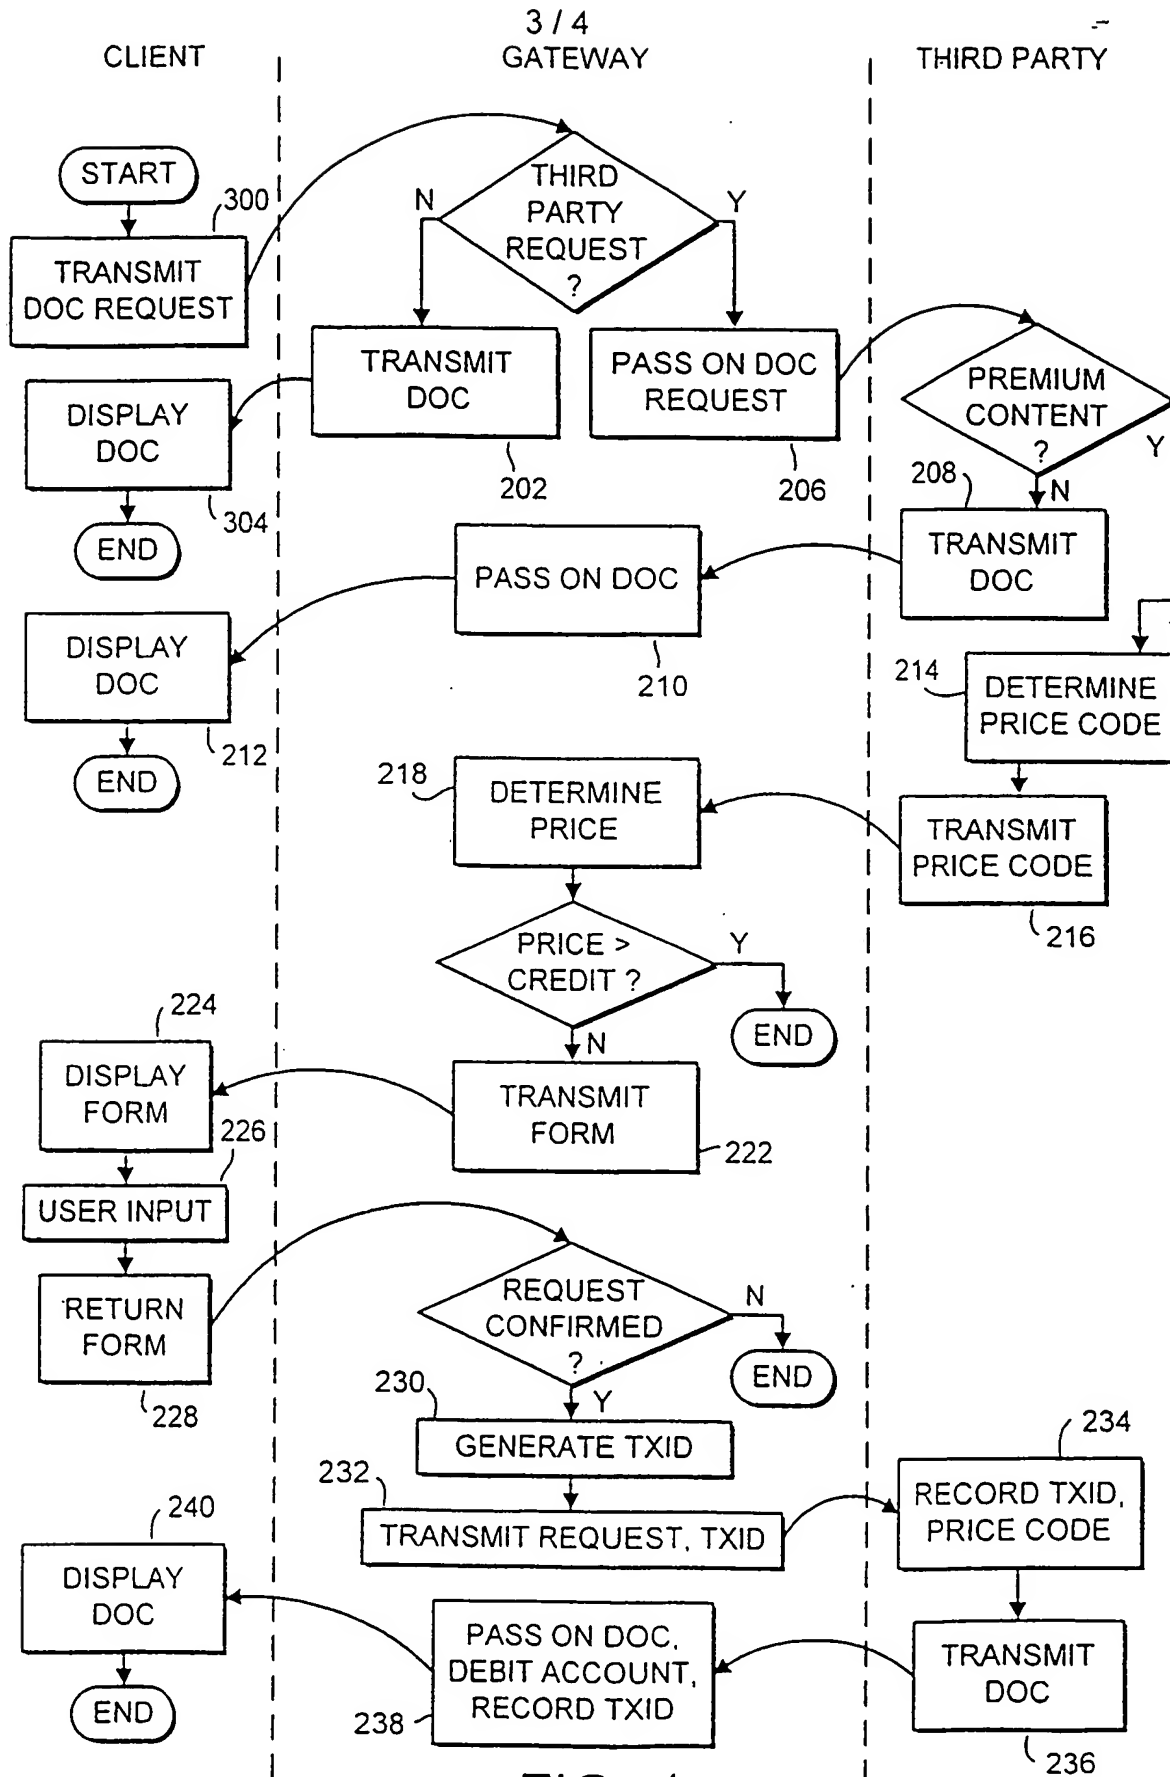 3 / 4
CLIENT
GATEWAY
THIRD PARTY
START
300
TRANSMIT
DOC REQUEST
THIRD
PARTY
REQUEST
?
N
Y
TRANSMIT
DOC
202
PASS ON DOC
REQUEST
206
PREMIUM
CONTENT
?
Y
N
DISPLAY
DOC
304
END
208
TRANSMIT
DOC
PASS ON DOC
210
DISPLAY
DOC
212
END
214
DETERMINE
PRICE CODE
218
DETERMINE
PRICE
TRANSMIT
PRICE CODE
216
PRICE >
CREDIT ?
Y
END
N
224
DISPLAY
FORM
TRANSMIT
FORM
222
226
USER INPUT
RETURN
FORM
228
REQUEST
CONFIRMED
?
N
END
Y
230
GENERATE TXID
232
TRANSMIT REQUEST, TXID
234
RECORD TXID,
PRICE CODE
240
DISPLAY
DOC
END
PASS ON DOC,
DEBIT ACCOUNT,
RECORD TXID
238
TRANSMIT
DOC
236